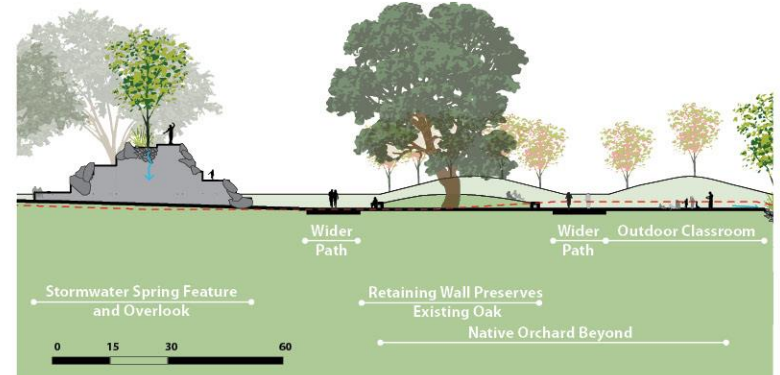 Wider
Path
Wider
Path
Outdoor Classroom
Stormwater Spring Feature
and Overlook
Retaining Wall Preserves
Existing Oak
Native Orchard Beyond
0 15 30 60